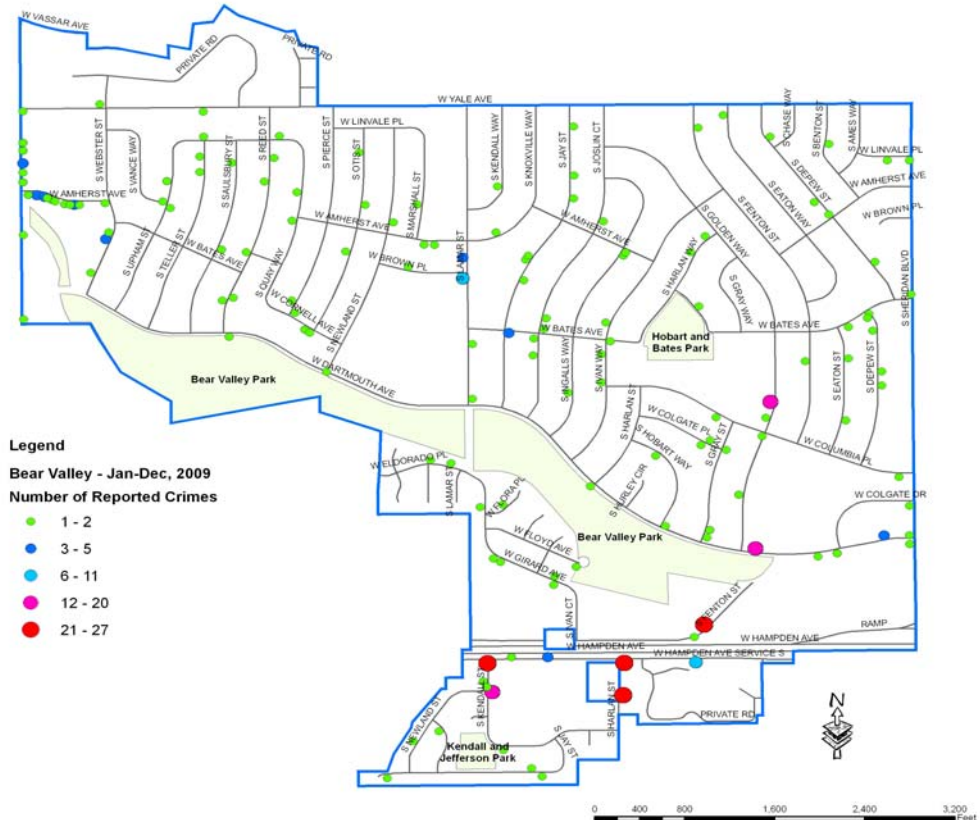 W VASSAR AVE
PRIVATE RD
PRIVATE RD
W YALE AVE
S WEBSTER ST
S VANCE WAY
S SAULSBURY ST
S REED ST
S PIERCE ST
W LINVALE PL
S OTIS ST
S MARSHALL ST
S KENDALL WAY
S KNOXVILLE WAY
S JAY ST
S JOSLIN CT
S CHASE WAY
S BENTON ST
S AMES WAY
W LINVALE PL
S DEPEW ST
W AMHERST AVE
W AMHERST AVE
W BROWN PL
S EATON WAY
S FENTON ST
S GOLDEN WAY
W AMHERST AVE
W AMHERST AVE
S UPHAM ST
S TELLER ST
W BATES AVE
S QUAY WAY
W BROWN PL
S LAMAR ST
S HARLAN WAY
S GRAY WAY
S SHERIDAN BLVD
W CORNELL AVE
S NEWLAND ST
W BATES AVE
W BATES AVE
Hobart and
Bates Park
S INGALLS WAY
S IVAN WAY
S EATON ST
S DEPEW ST
W DARTMOUTH AVE
Bear Valley Park
S HARLAN ST
W COLGATE PL
S HOBART WAY
S GRAY ST
W COLUMBIA PL
S HURLEY CIR
W COLGATE DR
W ELDORADO PL
S LAMAR ST
W FLORA PL
W FLOYD AVE
W GIRARD AVE
Bear Valley Park
S IVAN CT
S BENTON ST
W HAMPDEN AVE
W HAMPDEN AVE
RAMP
W HAMPDEN AVE SERVICE S
S KENDALL ST
S HARLAN ST
PRIVATE RD
S NEWLAND ST
Kendall and
Jefferson Park
S JAY ST
Legend
Bear Valley - Jan-Dec, 2009
Number of Reported Crimes
1 - 2
3 - 5
6 - 11
12 - 20
21 - 27
N
0 400 800 1,600 2,400 3,200
Feet